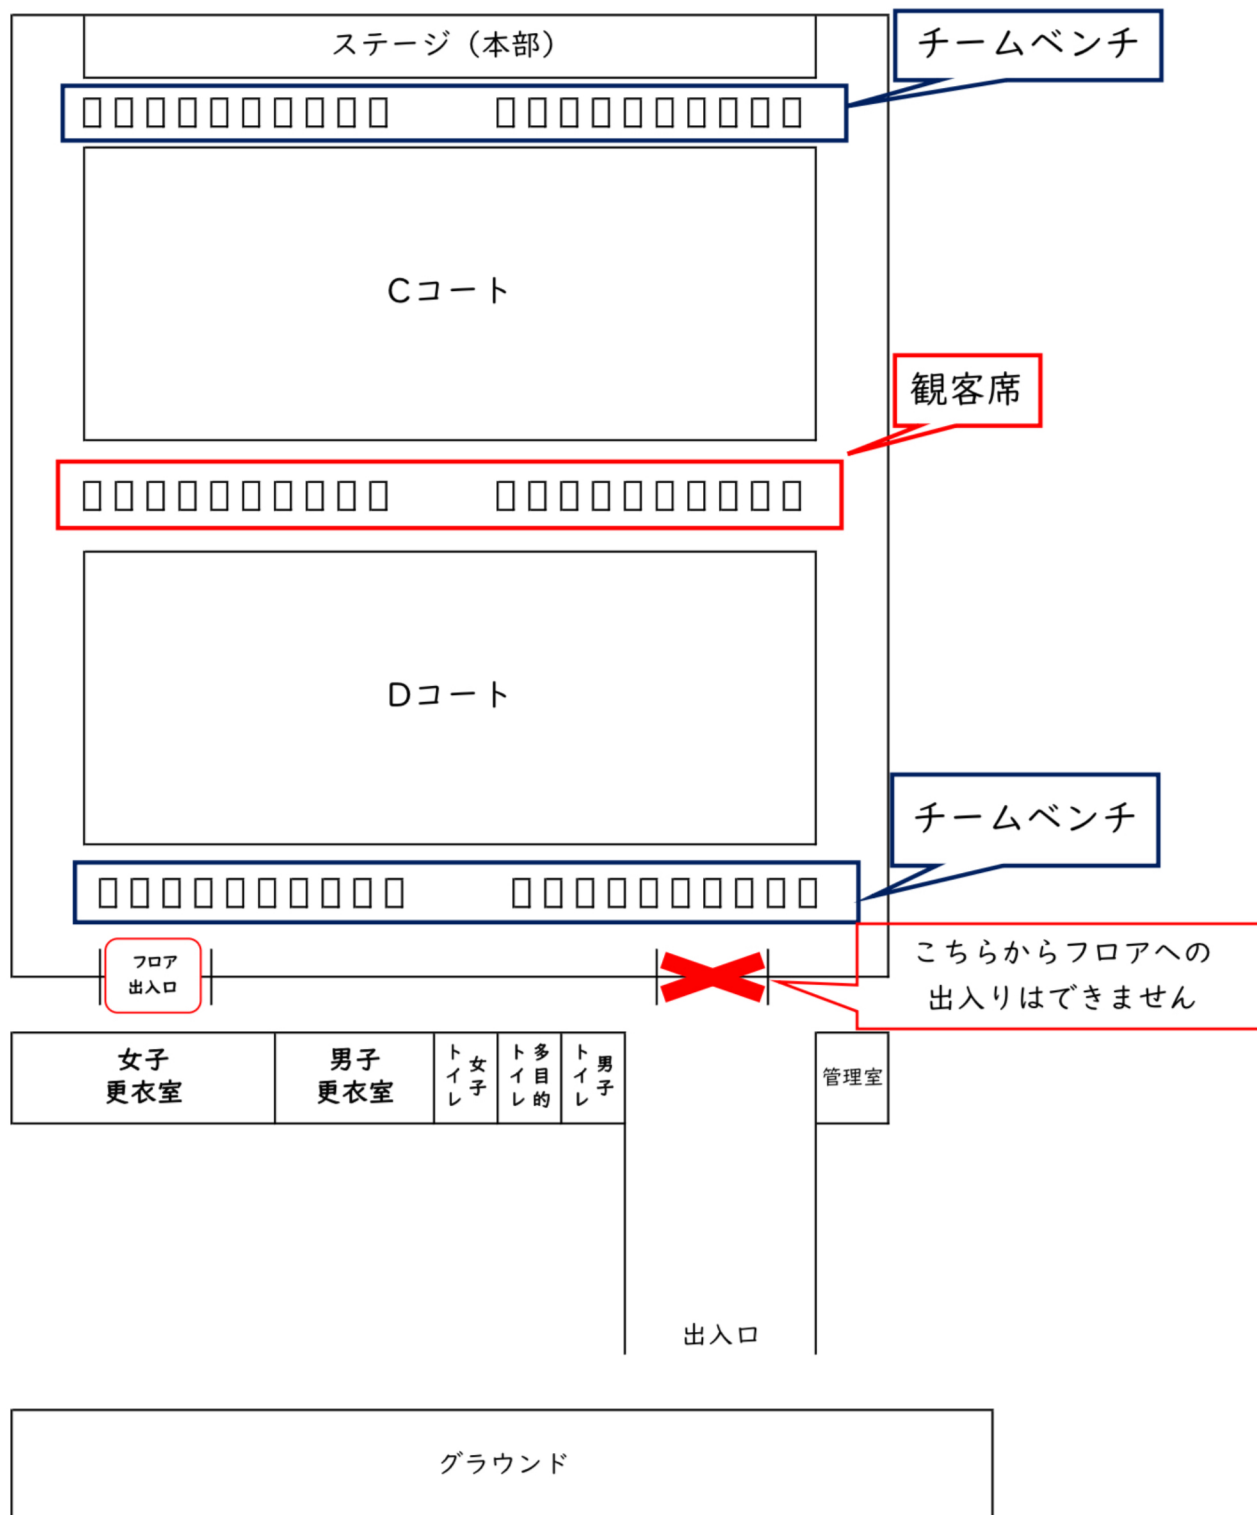 ステージ（本部）
チームベンチ
Cコート
観客席
Dコート
チームベンチ
フロア
出入口
こちらからフロアへの
出入りはできません
女子
更衣室
男子
更衣室
女子
トイレ
多目的
トイレ
男子
トイレ
管理室
出入口
グラウンド